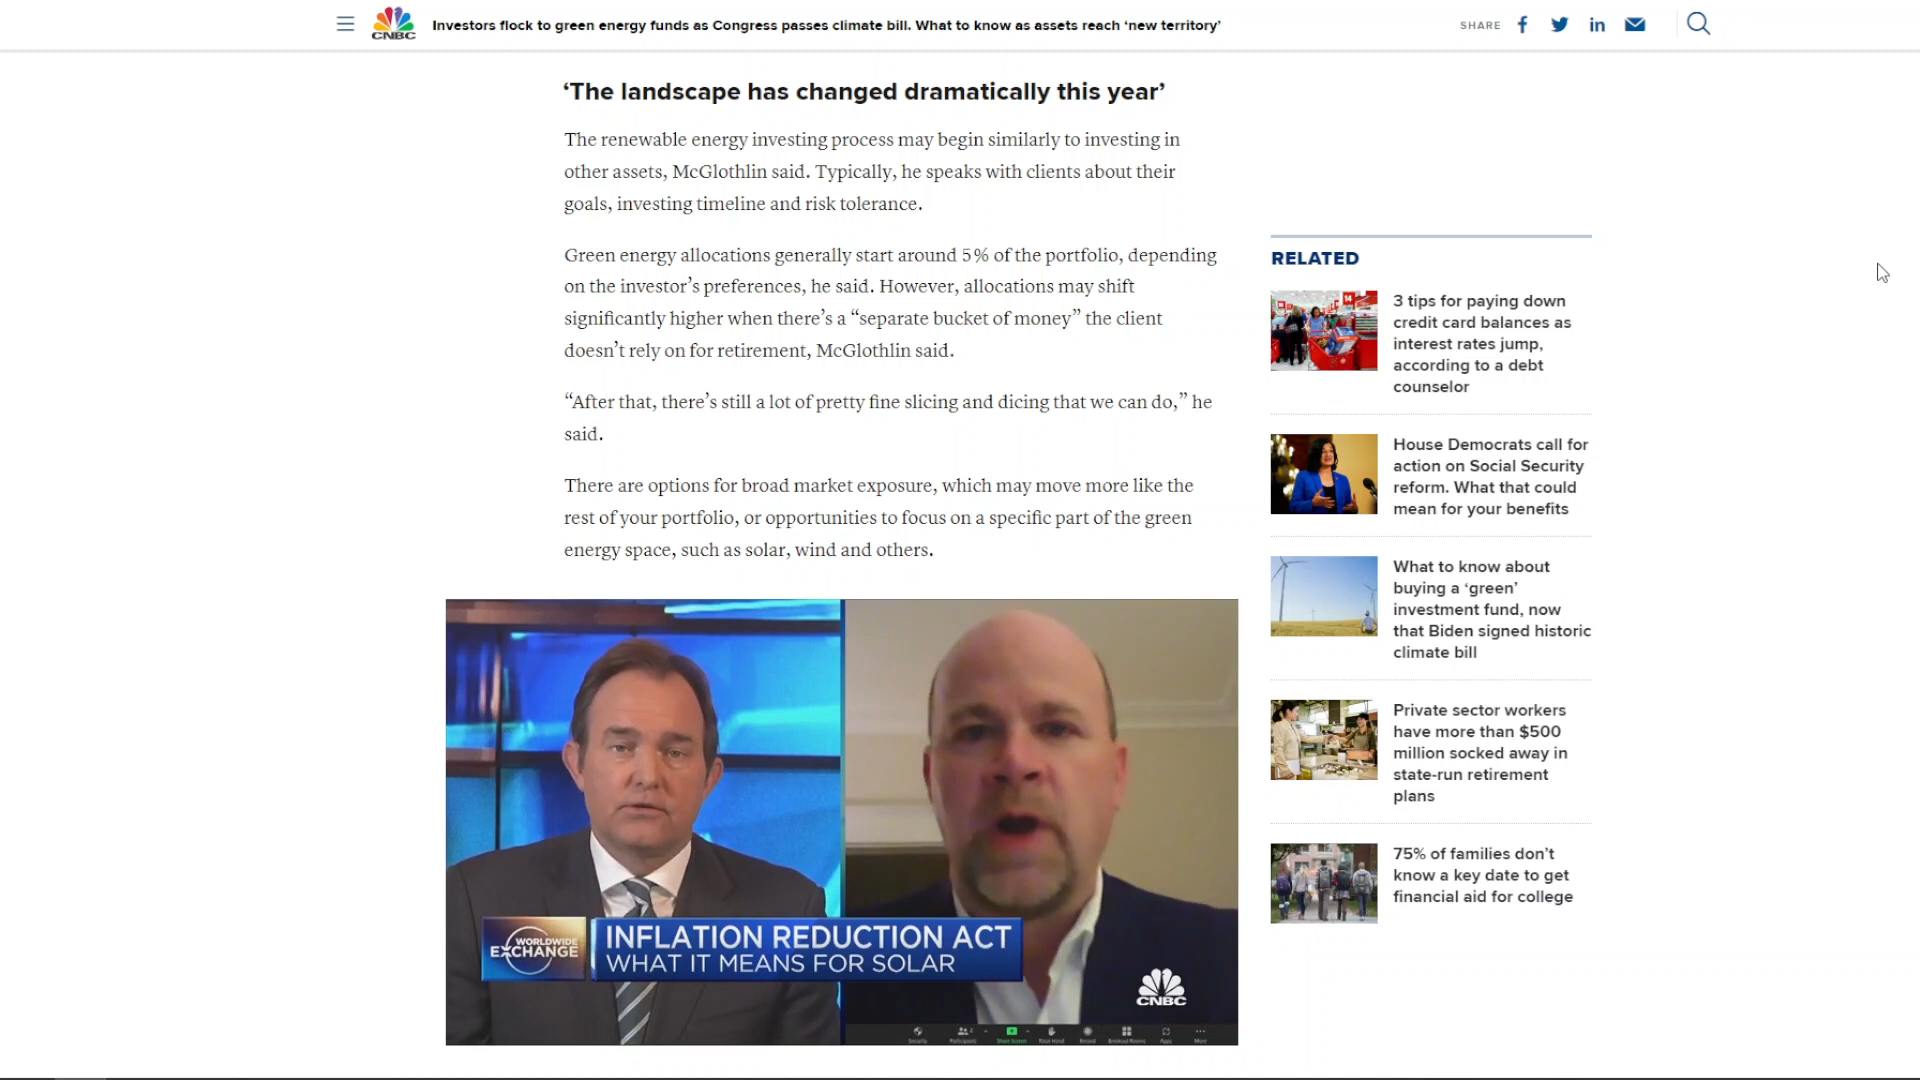 CNBC
Investors flock to green energy funds as Congress passes climate bill. What to know as assets reach ‘new territory’
SHARE
‘The landscape has changed dramatically this year’
The renewable energy investing process may begin similarly to investing in
other assets, McGlothlin said. Typically, he speaks with clients about their
goals, investing timeline and risk tolerance.
Green energy allocations generally start around 5% of the portfolio, depending
on the investor’s preferences, he said. However, allocations may shift
significantly higher when there’s a “separate bucket of money” the client
doesn’t rely on for retirement, McGlothlin said.
“After that, there’s still a lot of pretty fine slicing and dicing that we can do,” he
said.
There are options for broad market exposure, which may move more like the
rest of your portfolio, or opportunities to focus on a specific part of the green
energy space, such as solar, wind and others.
WORLDWIDE
EXCHANGE
INFLATION REDUCTION ACT
WHAT IT MEANS FOR SOLAR
CNBC
Security Participants Share Screen Raise Hand Record Breakout Rooms Apps More
RELATED
3 tips for paying down
credit card balances as
interest rates jump,
according to a debt
counselor
House Democrats call for
action on Social Security
reform. What that could
mean for your benefits
What to know about
buying a ‘green’
investment fund, now
that Biden signed historic
climate bill
Private sector workers
have more than $500
million socked away in
state-run retirement
plans
75% of families don’t
know a key date to get
financial aid for college